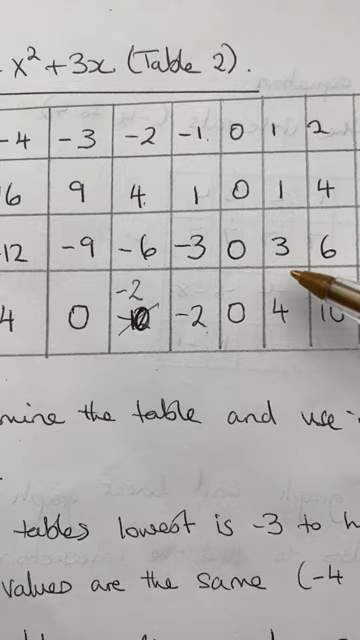 x² + 3x (Table 2).
-4 -3 -2 -1 0 1 2
16 9 4 1 0 1 4
-12 -9 -6 -3 0 3 6
-2
4 0 -2 0 4 10
the table and use
tables lowest is -3 to
values are the same (-4